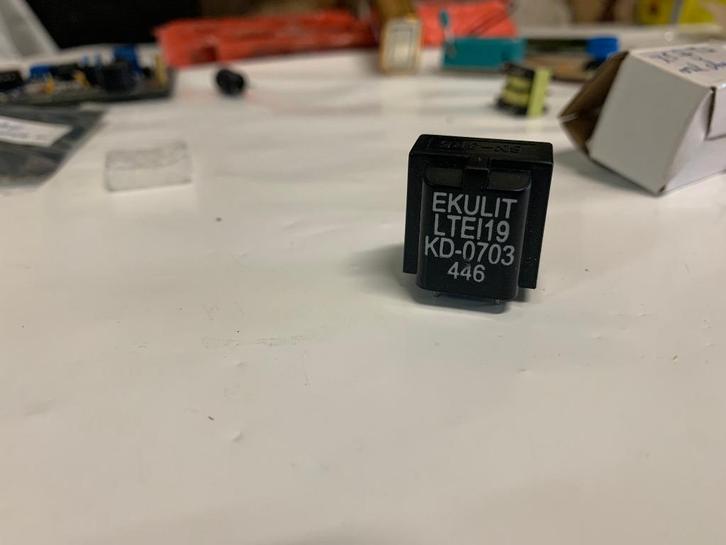 EKULIT
LTEI19
KD-0703
446